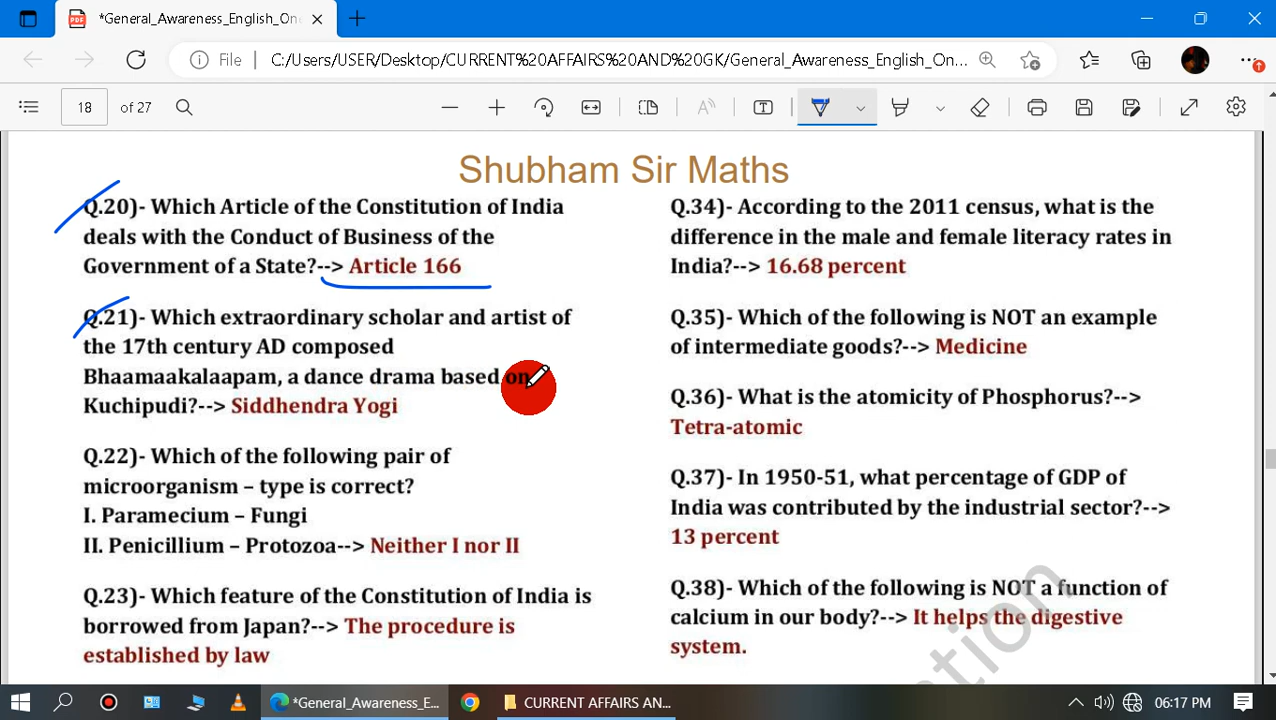 *General_Awareness_English_One
File C:/Users/USER/Desktop/CURRENT%20AFFAIRS%20AND%20GK/General_Awareness_English_On...
18 of 27
Shubham Sir Maths
Q.20)- Which Article of the Constitution of India
deals with the Conduct of Business of the
Government of a State?--> Article 166
Q.21)- Which extraordinary scholar and artist of
the 17th century AD composed
Bhaamaakalaapam, a dance drama based on
Kuchipudi?--> Siddhendra Yogi
Q.22)- Which of the following pair of
microorganism – type is correct?
I. Paramecium – Fungi
II. Penicillium – Protozoa--> Neither I nor II
Q.23)- Which feature of the Constitution of India is
borrowed from Japan?--> The procedure is
established by law
Q.34)- According to the 2011 census, what is the
difference in the male and female literacy rates in
India?--> 16.68 percent
Q.35)- Which of the following is NOT an example
of intermediate goods?--> Medicine
Q.36)- What is the atomicity of Phosphorus?-->
Tetra-atomic
Q.37)- In 1950-51, what percentage of GDP of
India was contributed by the industrial sector?-->
13 percent
Q.38)- Which of the following is NOT a function of
calcium in our body?--> It helps the digestive
system.
*General_Awareness_E... CURRENT AFFAIRS AN... 06:17 PM